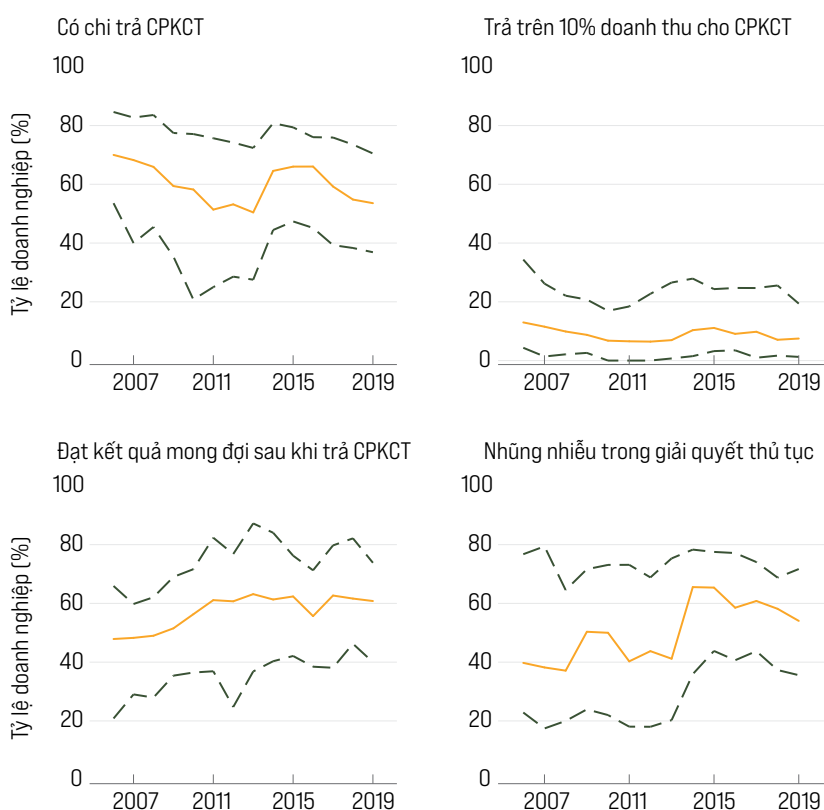 Có chi trả CPKCT
100
80
60
40
20
0
Tỷ lệ doanh nghiệp (%)
2007 2011 2015 2019
Trả trên 10% doanh thu cho CPKCT
100
80
60
40
20
0
2007 2011 2015 2019
Đạt kết quả mong đợi sau khi trả CPKCT
100
80
60
40
20
0
Tỷ lệ doanh nghiệp (%)
2007 2011 2015 2019
Nhũng nhiễu trong giải quyết thủ tục
100
80
60
40
20
0
2007 2011 2015 2019